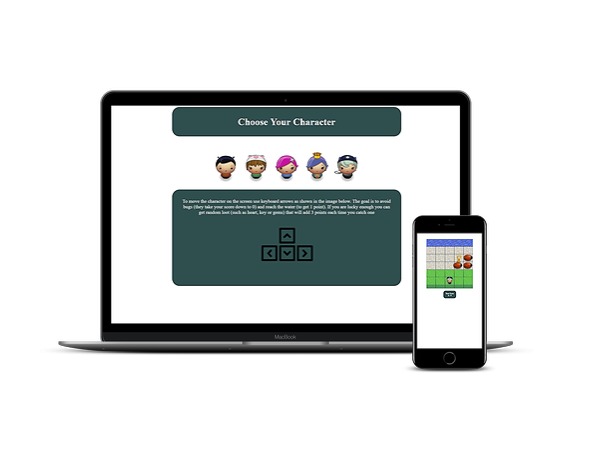 Choose Your Character
To move the character on the screen use keyboard arrows as shown in the image below. The goal is to avoid
bugs (they take your score down to 0) and reach the water (to get 1 point). If you are lucky enough you can
get random loot (such as heart, key or gems) that will add 3 points each time you catch one
MacBook